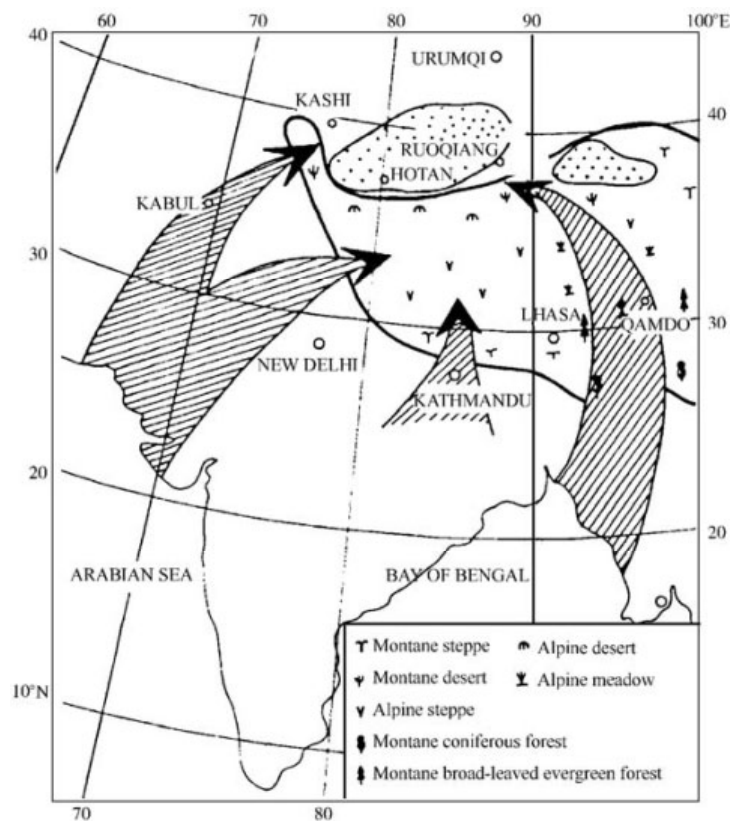 60 70 80 90 100°E
40
URUMQI
KASHI
40
RUOQIANG
HOTAN
KABUL
30
LHASA
30
QAMDO
NEW DELHI
KATHMANDU
20
20
ARABIAN SEA
BAY OF BENGAL
Montane steppe
Alpine desert
Montane desert
Alpine meadow
Alpine steppe
10°N
Montane coniferous forest
Montane broad-leaved evergreen forest
70 80